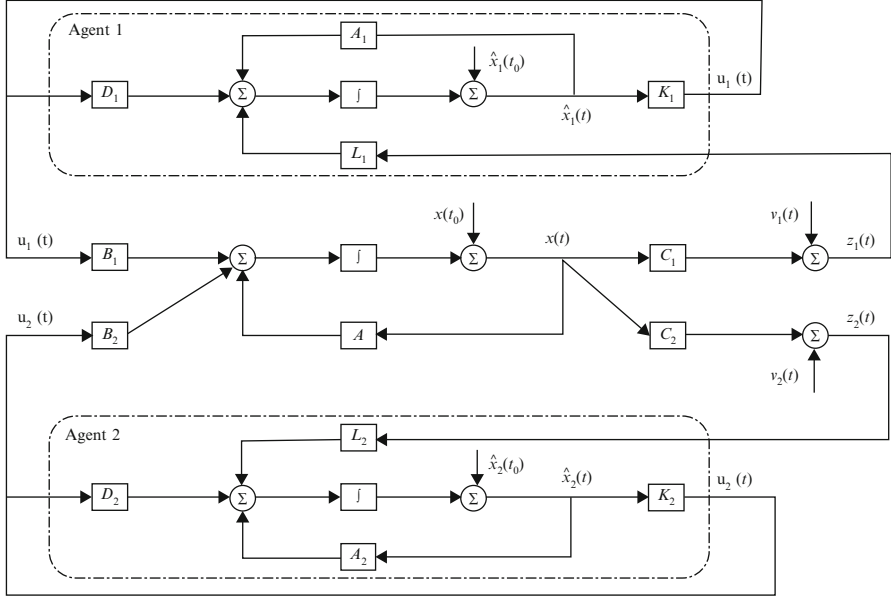 Agent 1
A₁
x̂₁(t₀)
D₁
Σ
∫
Σ
K₁
u₁ (t)
x̂₁(t)
L₁
x(t₀)
v₁(t)
u₁ (t)
B₁
Σ
∫
Σ
x(t)
C₁
Σ
z₁(t)
u₂ (t)
B₂
A
C₂
Σ
z₂(t)
v₂(t)
Agent 2
L₂
x̂₂(t₀)
D₂
Σ
∫
Σ
x̂₂(t)
K₂
u₂ (t)
A₂